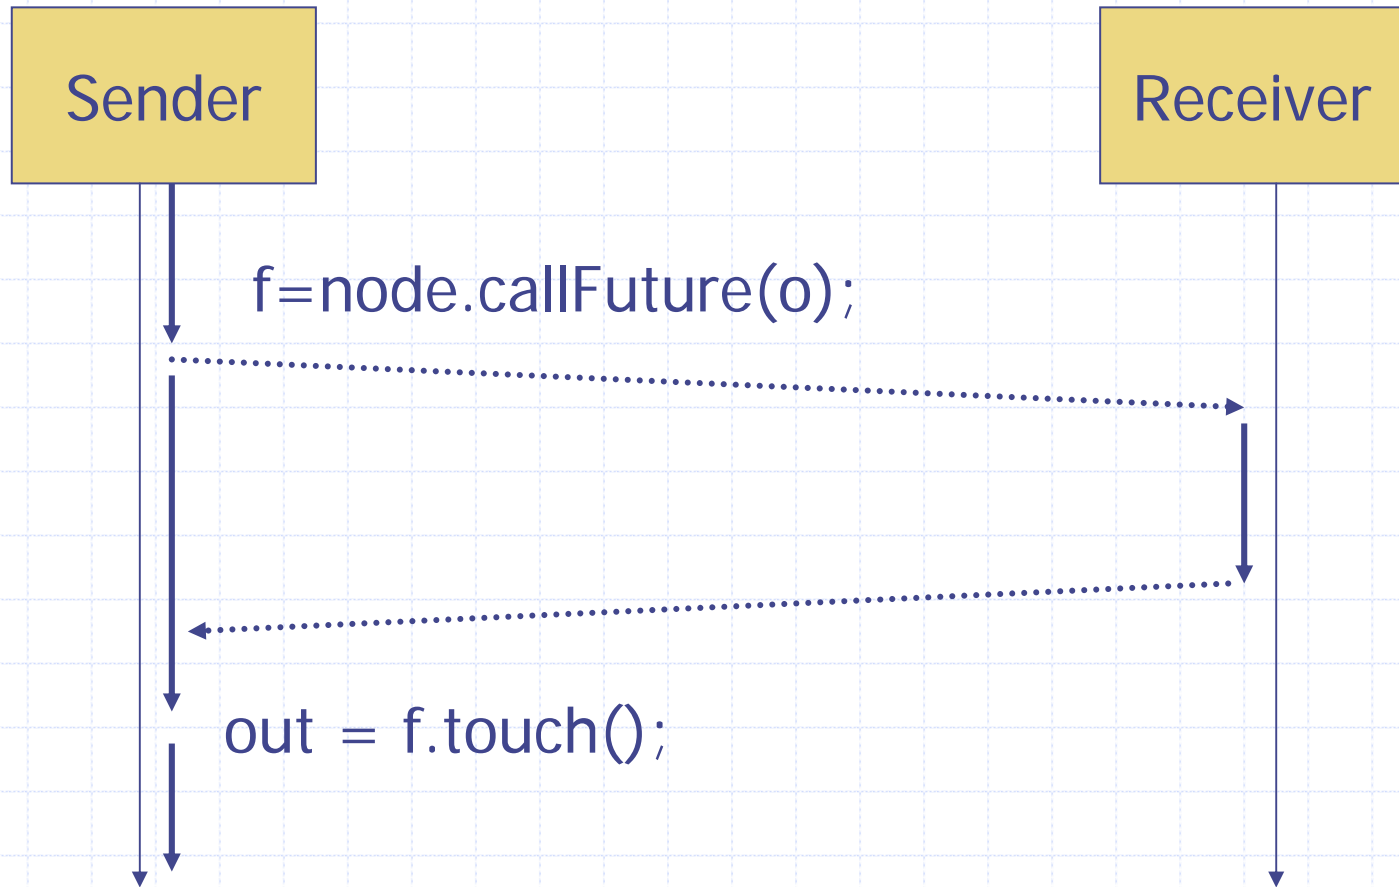 Sender
Receiver
f=node.callFuture(o);
out = f.touch();